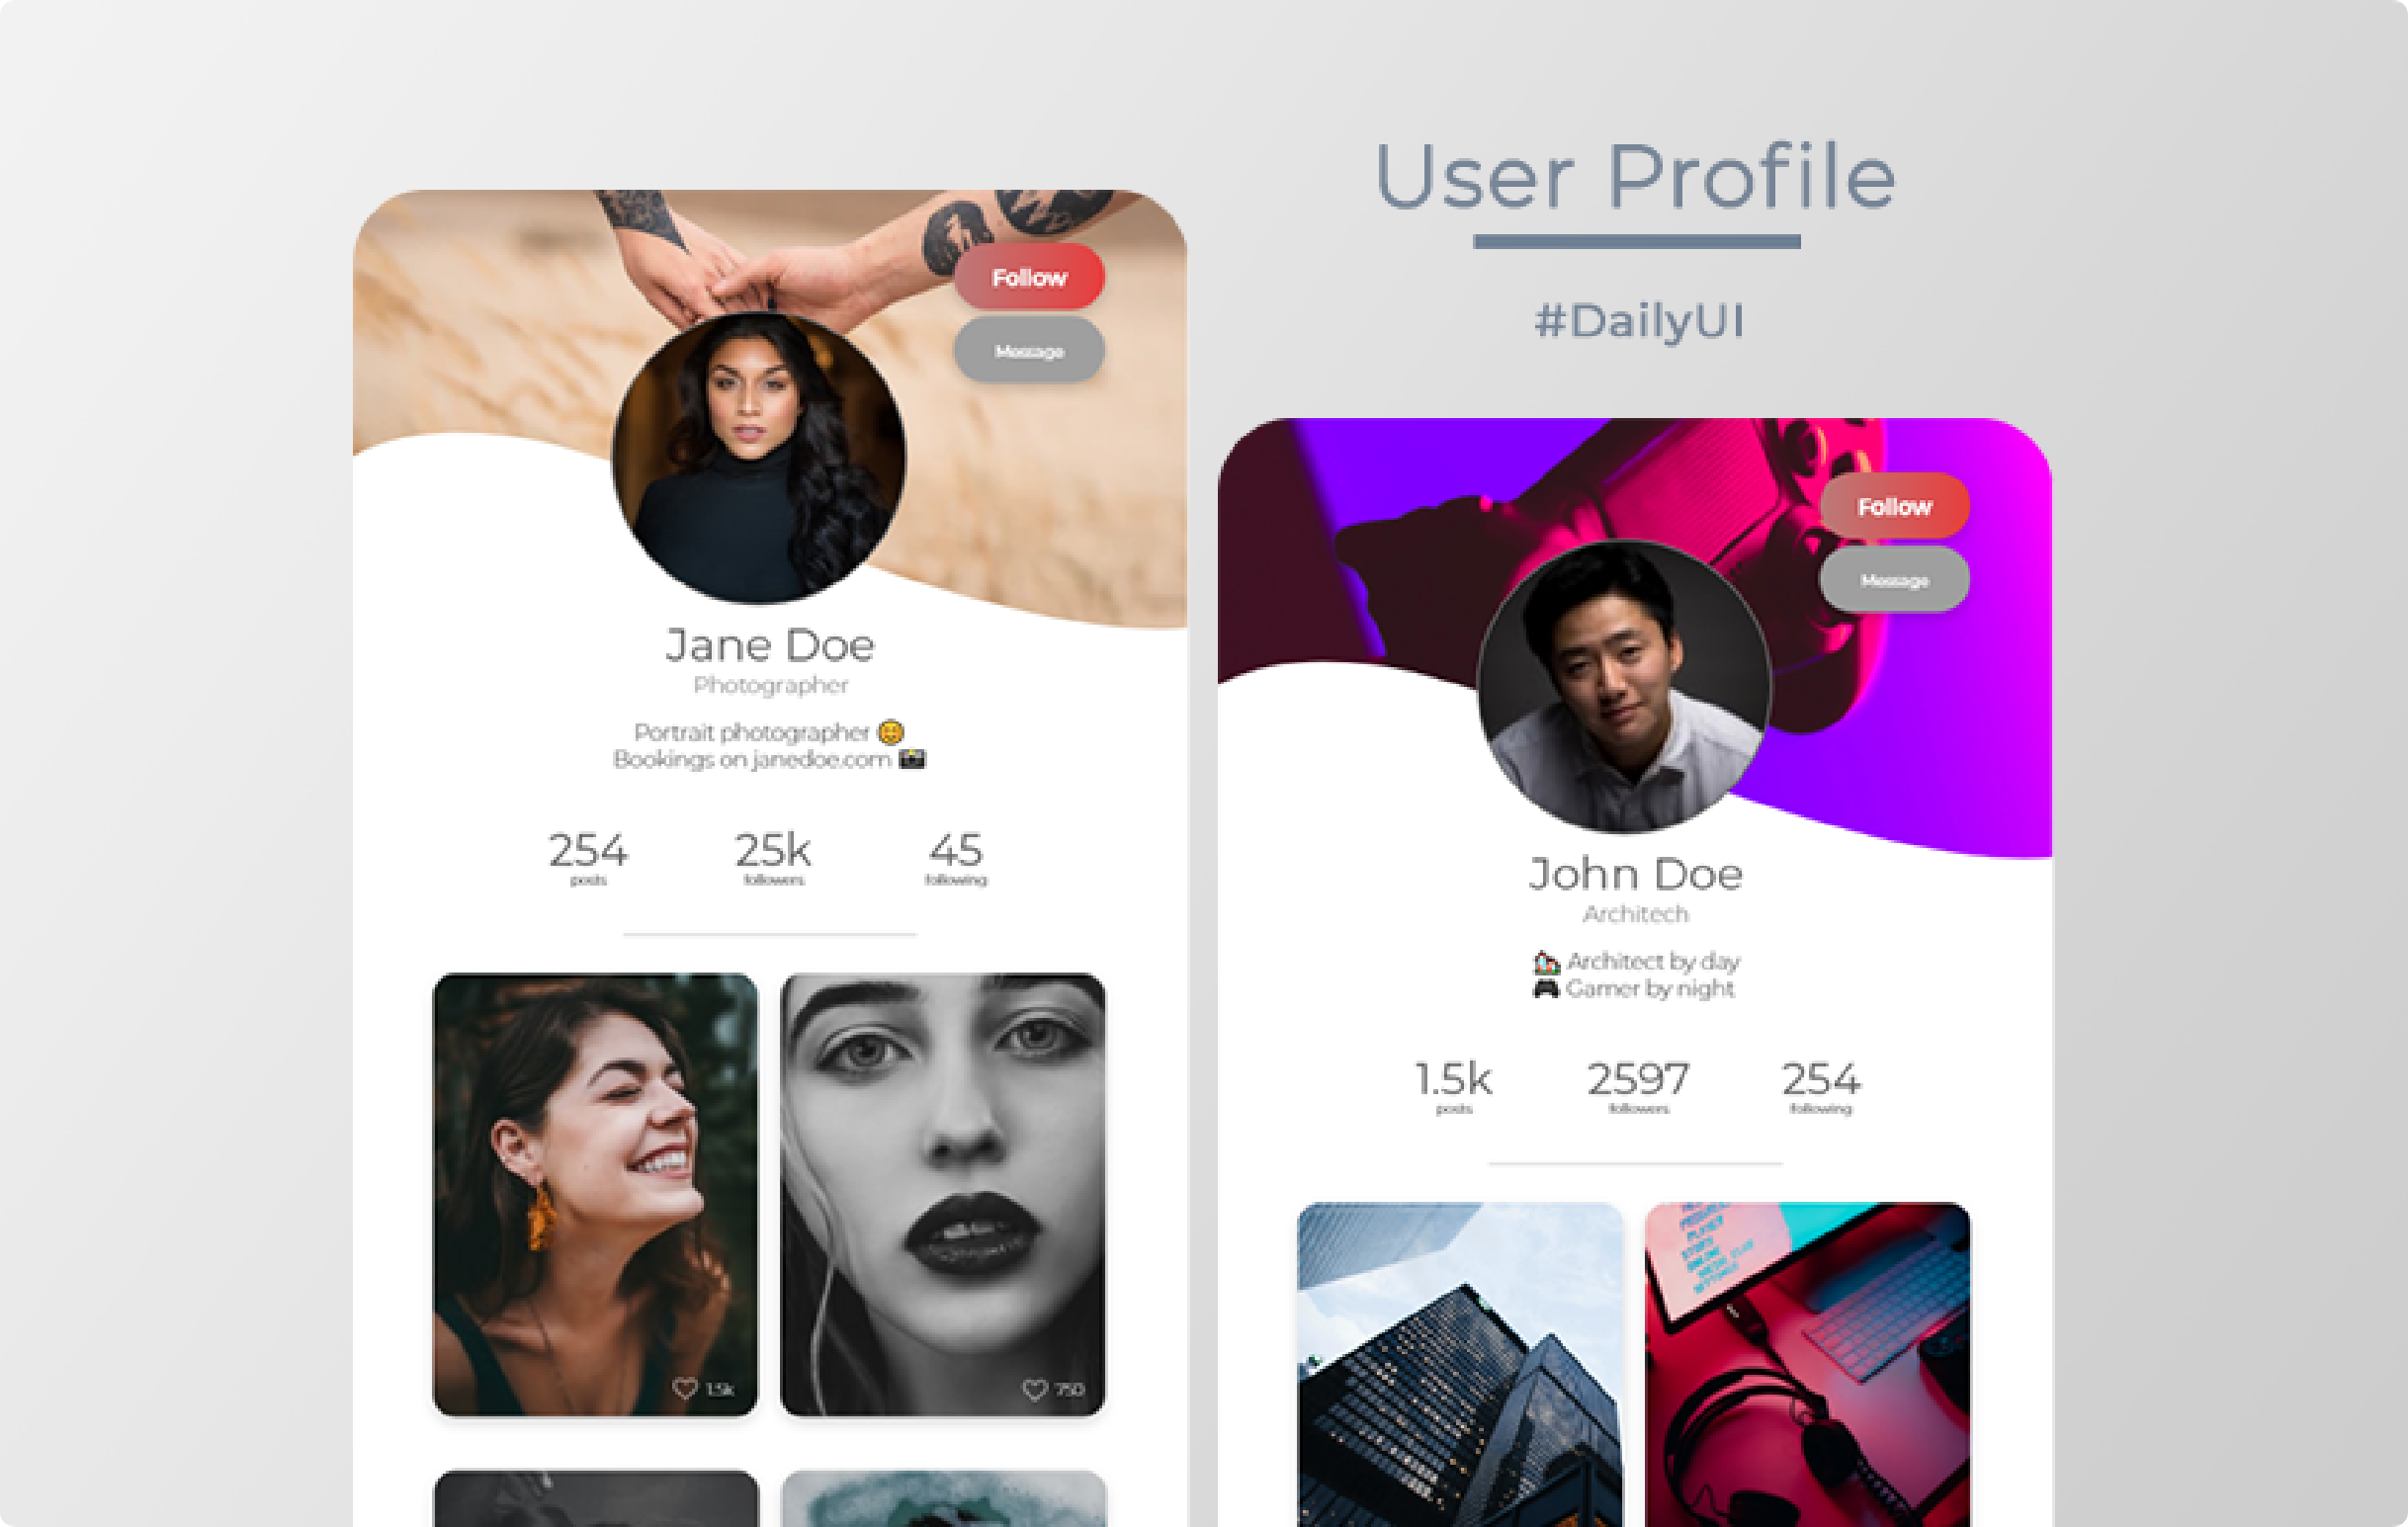 User Profile
#DailyUI
Follow
Message
Jane Doe
Photographer
Portrait photographer 😊
Bookings on janedoe.com 📸
254 25k 45
posts followers following
1.5k 750
Follow
Message
John Doe
Architech
🏠 Architect by day
🎮 Gamer by night
1.5k 2597 254
posts followers following